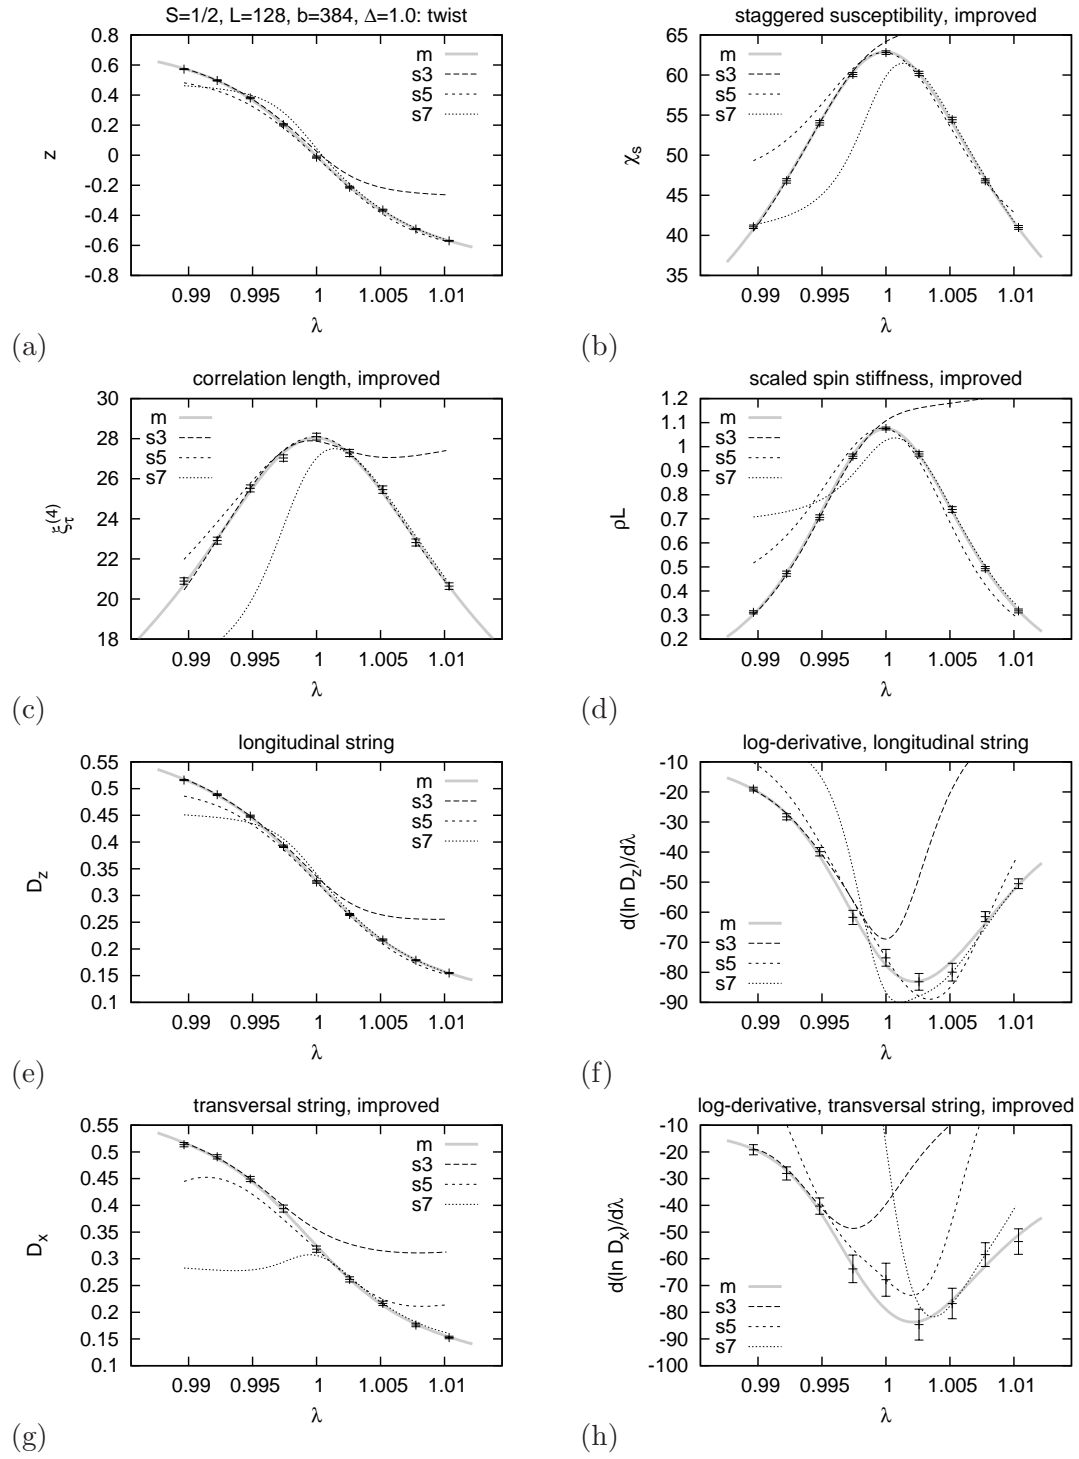 S=1/2, L=128, b=384, Δ=1.0: twist
0.8
0.6
0.4
0.2
0
-0.2
-0.4
-0.6
-0.8
z
m
s3
s5
s7
0.99 0.995 1 1.005 1.01
λ
(a)
staggered susceptibility, improved
65
60
55
50
45
40
35
χs
m
s3
s5
s7
0.99 0.995 1 1.005 1.01
λ
(b)
correlation length, improved
30
28
26
24
22
20
18
ξτ(4)
m
s3
s5
s7
0.99 0.995 1 1.005 1.01
λ
(c)
scaled spin stiffness, improved
1.2
1.1
1
0.9
0.8
0.7
0.6
0.5
0.4
0.3
0.2
ρL
m
s3
s5
s7
0.99 0.995 1 1.005 1.01
λ
(d)
longitudinal string
0.55
0.5
0.45
0.4
0.35
0.3
0.25
0.2
0.15
0.1
Dz
m
s3
s5
s7
0.99 0.995 1 1.005 1.01
λ
(e)
log-derivative, longitudinal string
-10
-20
-30
-40
-50
-60
-70
-80
-90
d(ln Dz)/dλ
m
s3
s5
s7
0.99 0.995 1 1.005 1.01
λ
(f)
transversal string, improved
0.55
0.5
0.45
0.4
0.35
0.3
0.25
0.2
0.15
0.1
Dx
m
s3
s5
s7
0.99 0.995 1 1.005 1.01
λ
(g)
log-derivative, transversal string, improved
-10
-20
-30
-40
-50
-60
-70
-80
-90
-100
d(ln Dx)/dλ
m
s3
s5
s7
0.99 0.995 1 1.005 1.01
λ
(h)